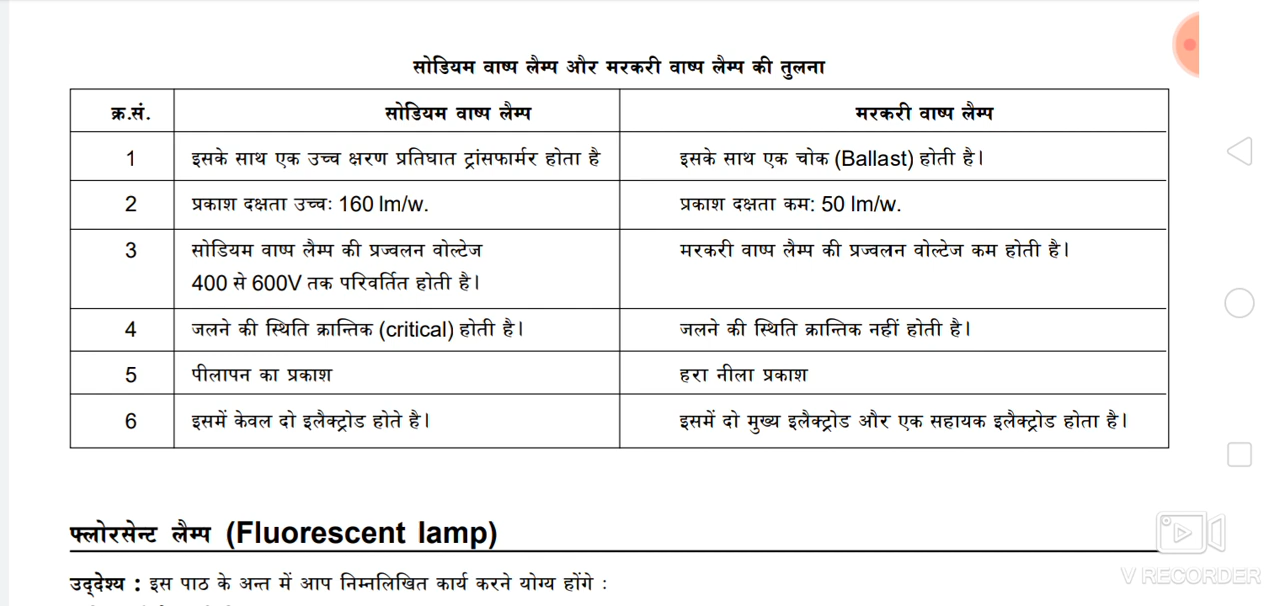 सोडियम वाष्प लैम्प और मरकरी वाष्प लैम्प की तुलना
क्र.सं. सोडियम वाष्प लैम्प मरकरी वाष्प लैम्प
1 इसके साथ एक उच्च क्षरण प्रतिघात ट्रांसफार्मर होता है इसके साथ एक चोक (Ballast) होती है।
2 प्रकाश दक्षता उच्चः 160 lm/w. प्रकाश दक्षता कम: 50 lm/w.
3 सोडियम वाष्प लैम्प की प्रज्वलन वोल्टेज मरकरी वाष्प लैम्प की प्रज्वलन वोल्टेज कम होती है।
400 से 600V तक परिवर्तित होती है।
4 जलने की स्थिति क्रान्तिक (critical) होती है। जलने की स्थिति क्रान्तिक नहीं होती है।
5 पीलापन का प्रकाश हरा नीला प्रकाश
6 इसमें केवल दो इलैक्ट्रोड होते है। इसमें दो मुख्य इलैक्ट्रोड और एक सहायक इलैक्ट्रोड होता है।
फ्लोरसेन्ट लैम्प (Fluorescent lamp)
उद्देश्य : इस पाठ के अन्त में आप निम्नलिखित कार्य करने योग्य होंगे :
V RECORDER